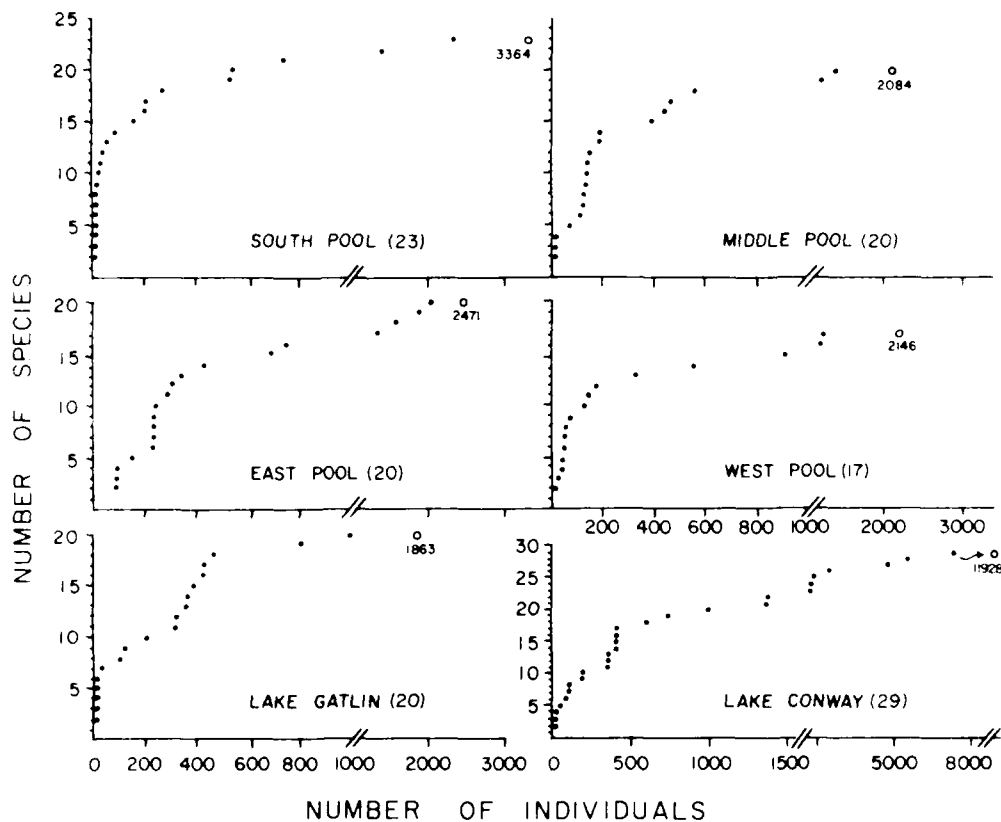 NUMBER OF SPECIES
25
20
15
10
5
3364
SOUTH POOL (23)
2084
MIDDLE POOL (20)
20
15
10
5
2471
EAST POOL (20)
2146
WEST POOL (17)
200 400 600 800 1000 2000 3000
20
15
10
5
1863
LAKE GATLIN (20)
0 200 400 600 800 1000 2000 3000
30
25
20
15
10
5
11928
LAKE CONWAY (29)
0 500 1000 1500 5000 8000
NUMBER OF INDIVIDUALS